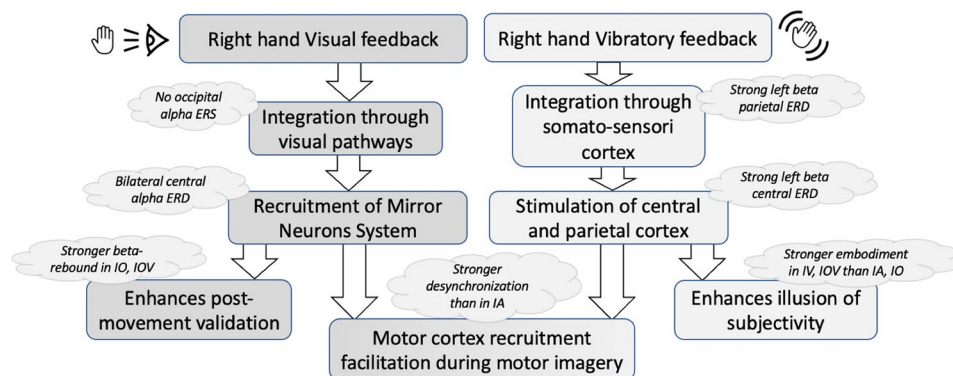 Right hand Visual feedback
Right hand Vibratory feedback
No occipital
alpha ERS
Integration through
visual pathways
Integration through
somato-sensori
cortex
Strong left beta
parietal ERD
Bilateral central
alpha ERD
Recruitment of Mirror
Neurons System
Stimulation of central
and parietal cortex
Strong left beta
central ERD
Stronger beta-
rebound in IO, IOV
Enhances post-
movement validation
Stronger
desynchronization
than in IA
Stronger embodiment
in IV, IOV than IA, IO
Enhances illusion of
subjectivity
Motor cortex recruitment
facilitation during motor imagery